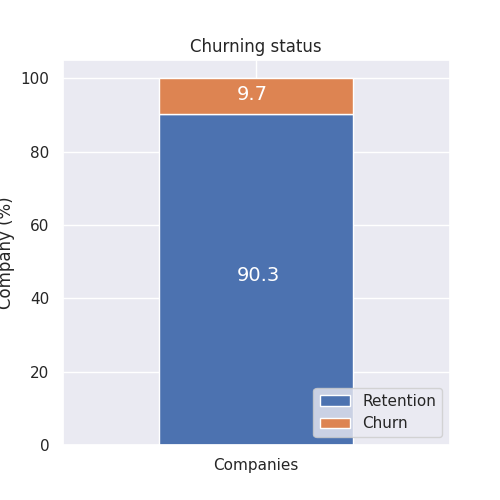 Churning status
Company (%)
100
80
60
40
20
0
9.7
90.3
Retention
Churn
Companies